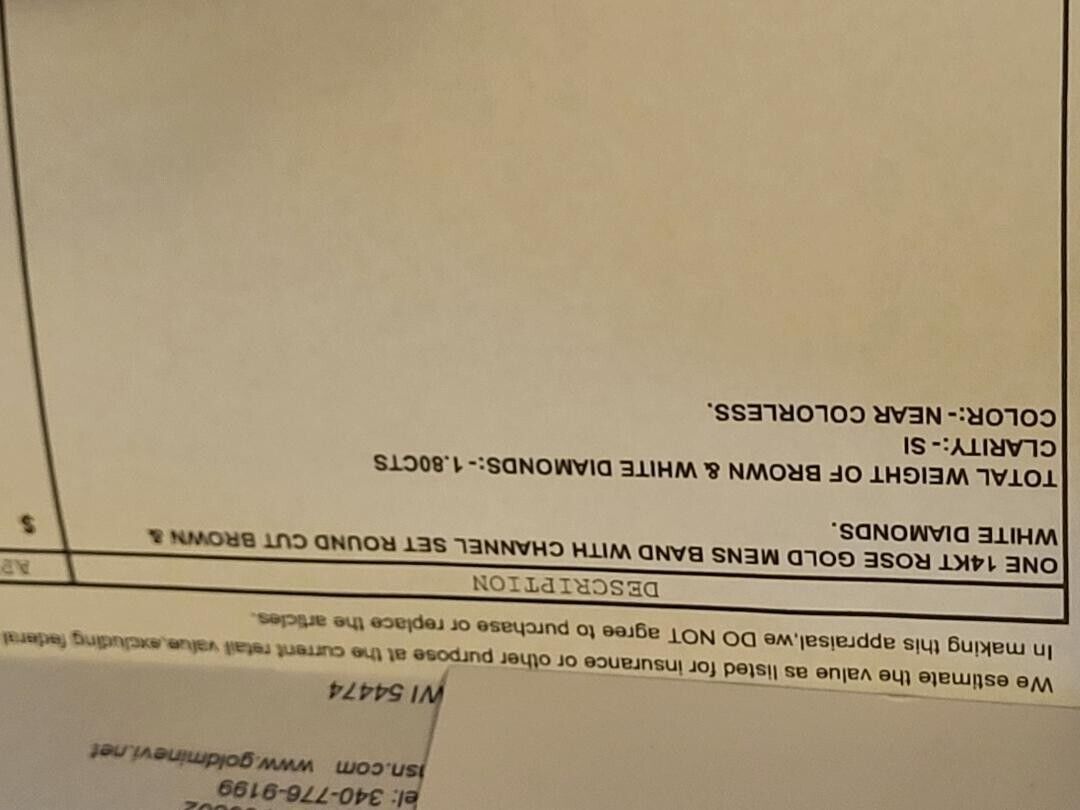 el: 340-776-9199
sn.com www.goldminevi.net
WI 54474
We estimate the value as listed for insurance or other purpose at the current retail value,excluding federal
In making this appraisal,we DO NOT agree to purchase or replace the articles.
DESCRIPTION
AP
ONE 14KT ROSE GOLD MENS BAND WITH CHANNEL SET ROUND CUT BROWN &
$
WHITE DIAMONDS.
TOTAL WEIGHT OF BROWN & WHITE DIAMONDS:- 1.80CTS
CLARITY:- SI
COLOR:- NEAR COLORLESS.